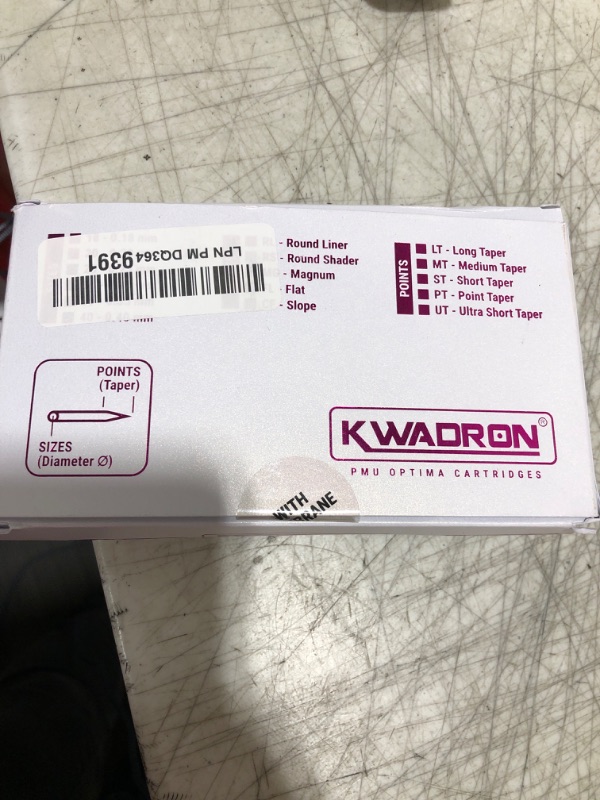 LPN PM DQ3649391
- Round Liner
- Round Shader
- Magnum
- Flat
- Slope
POINTS
LT - Long Taper
MT - Medium Taper
ST - Short Taper
PT - Point Taper
UT - Ultra Short Taper
POINTS
(Taper)
SIZES
(Diameter Ø)
KWADRON®
PMU OPTIMA CARTRIDGES
WITH